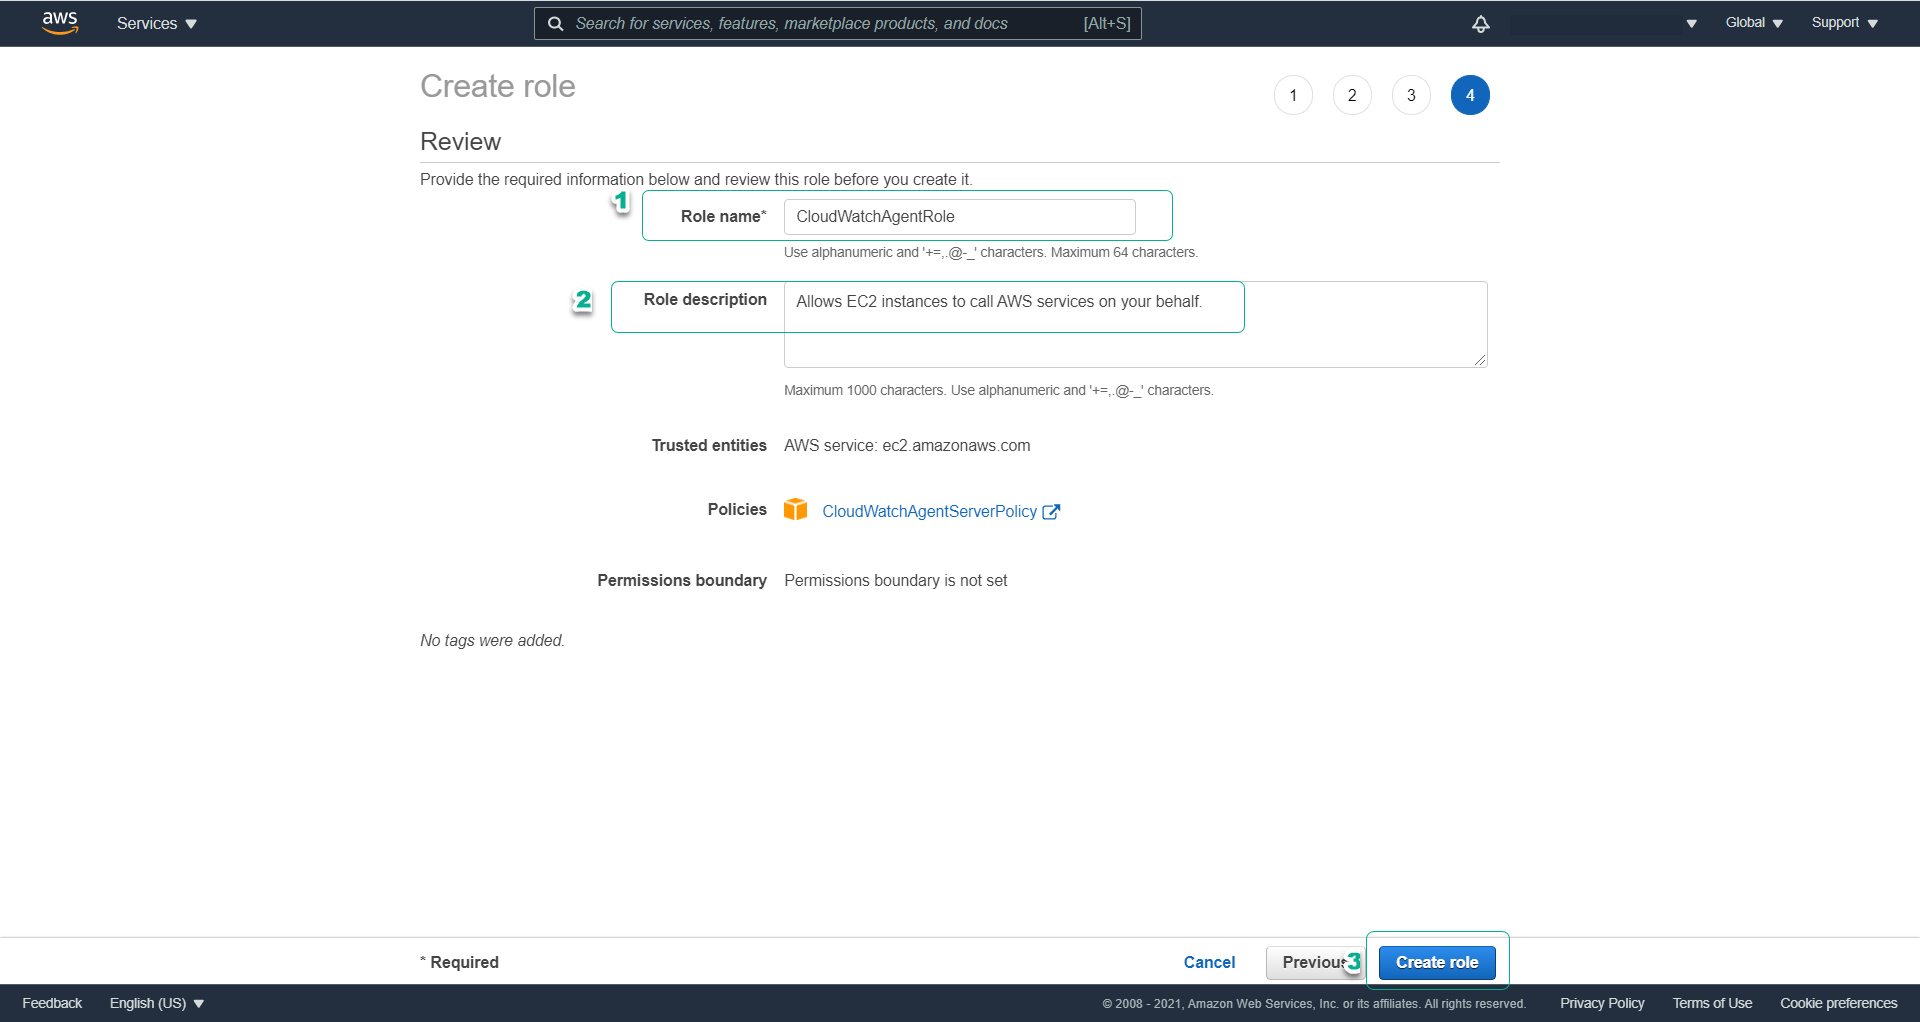 aws Services Search for services, features, marketplace products, and docs [Alt+S] Global Support
Create role 1 2 3 4
Review
Provide the required information below and review this role before you create it.
1
Role name* CloudWatchAgentRole
Use alphanumeric and '+=,.@-_' characters. Maximum 64 characters.
2 Role description Allows EC2 instances to call AWS services on your behalf.
Maximum 1000 characters. Use alphanumeric and '+=,.@-_' characters.
Trusted entities AWS service: ec2.amazonaws.com
Policies CloudWatchAgentServerPolicy
Permissions boundary Permissions boundary is not set
No tags were added.
* Required Cancel Previous 3 Create role
Feedback English (US) © 2008 - 2021, Amazon Web Services, Inc. or its affiliates. All rights reserved. Privacy Policy Terms of Use Cookie preferences